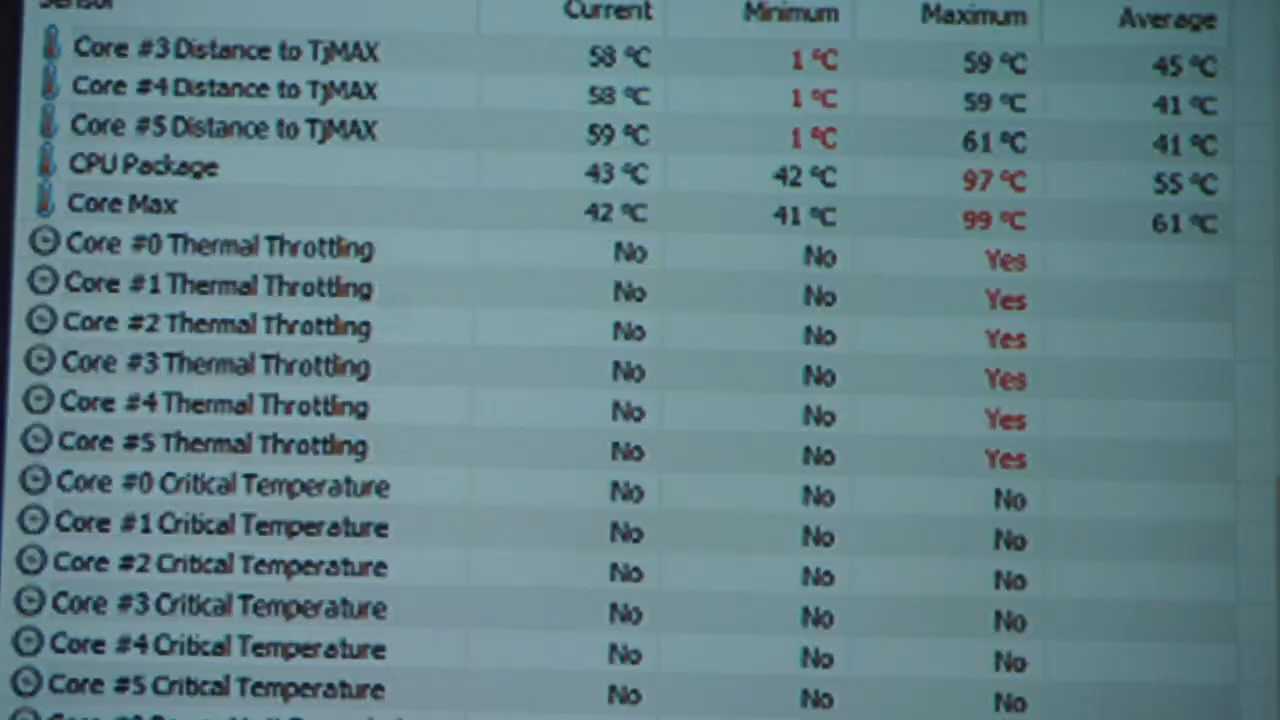 Sensor Current Minimum Maximum Average
Core #3 Distance to TjMAX 58 °C 1 °C 59 °C 45 °C
Core #4 Distance to TjMAX 58 °C 1 °C 59 °C 41 °C
Core #5 Distance to TjMAX 59 °C 1 °C 61 °C 41 °C
CPU Package 43 °C 42 °C 97 °C 55 °C
Core Max 42 °C 41 °C 99 °C 61 °C
Core #0 Thermal Throttling No No Yes
Core #1 Thermal Throttling No No Yes
Core #2 Thermal Throttling No No Yes
Core #3 Thermal Throttling No No Yes
Core #4 Thermal Throttling No No Yes
Core #5 Thermal Throttling No No Yes
Core #0 Critical Temperature No No No
Core #1 Critical Temperature No No No
Core #2 Critical Temperature No No No
Core #3 Critical Temperature No No No
Core #4 Critical Temperature No No No
Core #5 Critical Temperature No No No